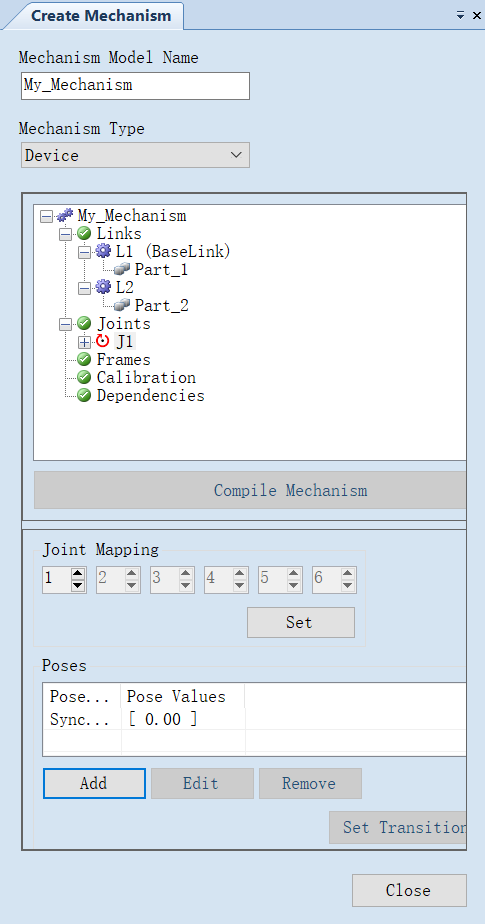 Create Mechanism
Mechanism Model Name
My_Mechanism
Mechanism Type
Device
My_Mechanism
Links
L1 (BaseLink)
Part_1
L2
Part_2
Joints
J1
Frames
Calibration
Dependencies
Compile Mechanism
Joint Mapping
1 2 3 4 5 6
Set
Poses
Pose... Pose Values
Sync... [ 0.00 ]
Add Edit Remove
Set Transition
Close